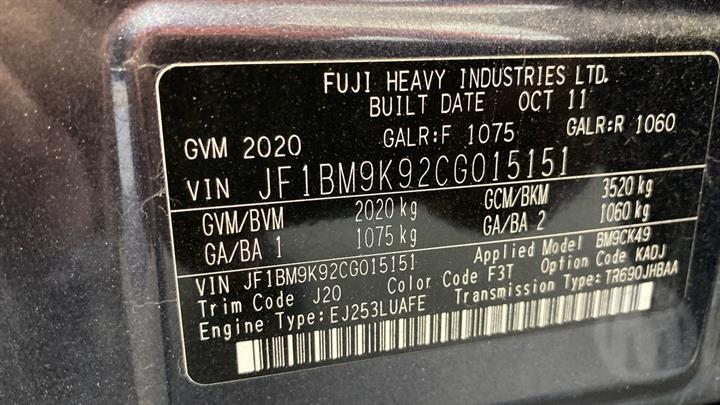 FUJI HEAVY INDUSTRIES LTD.
BUILT DATE OCT 11
GVM 2020 GALR:F 1075 GALR:R 1060
VIN JF1BM9K92CG015151
GVM/BVM 2020 kg GCM/BKM 3520 kg
GA/BA 1 1075 kg GA/BA 2 1060 kg
VIN JF1BM9K92CG015151 Applied Model BM9CK49
Trim Code J20 Color Code F3T Option Code KADJ
Engine Type:EJ253LUAFE Transmission Type:TR690JHBAA